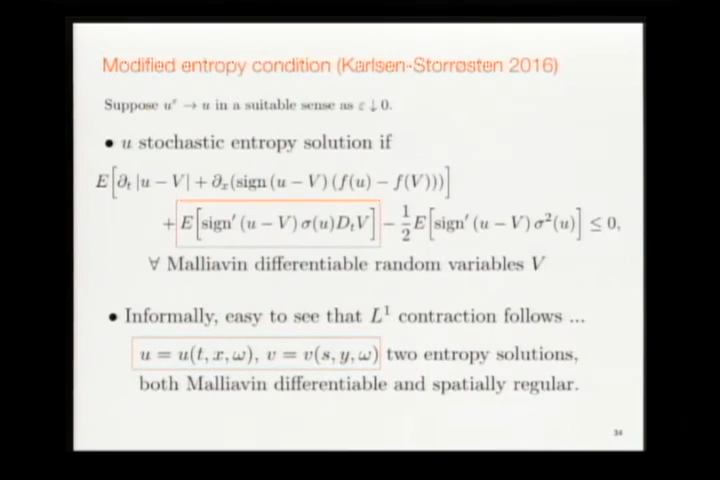 Modified entropy condition (Karlsen-Storrøsten 2016)
Suppose u^ε → u in a suitable sense as ε ↓ 0.
• u stochastic entropy solution if
E[∂_t |u − V| + ∂_x(sign (u − V) (f(u) − f(V)))]
+ E[sign′ (u − V) σ(u)D_tV] − 1/2 E[sign′ (u − V) σ²(u)] ≤ 0,
∀ Malliavin differentiable random variables V
• Informally, easy to see that L¹ contraction follows ...
u = u(t, x, ω), v = v(s, y, ω) two entropy solutions,
both Malliavin differentiable and spatially regular.
34